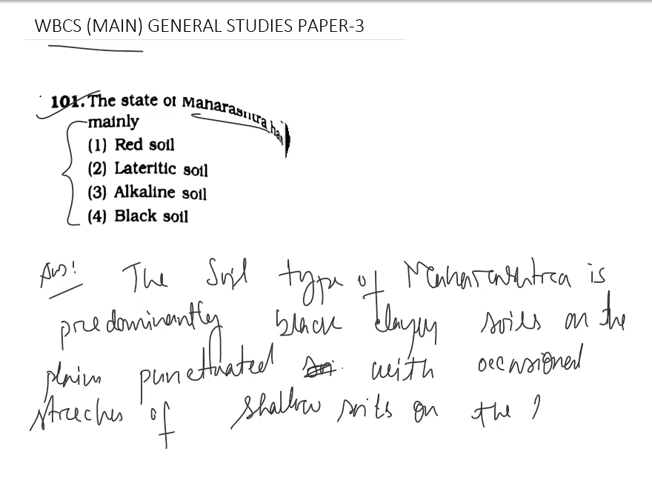 WBCS (MAIN) GENERAL STUDIES PAPER-3
101. The state of Maharashtra has
mainly
(1) Red soil
(2) Lateritic soil
(3) Alkaline soil
(4) Black soil
Ans: The Soil type of Maharashtra is
predominantly black clayey soils on the
plains punctuated with occasional
streches of shallow soils on the